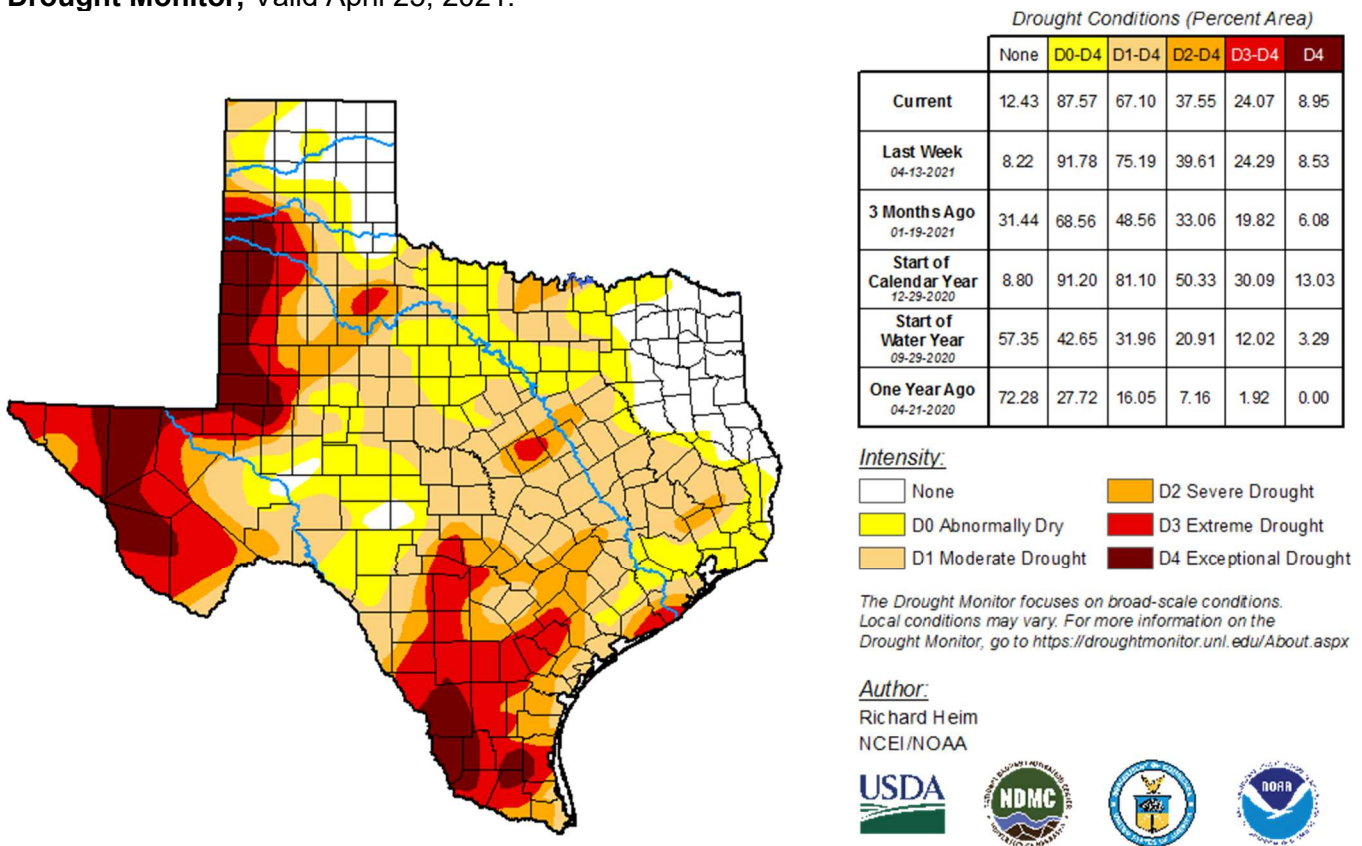 Drought Monitor, Valid April 23, 2021.
Drought Conditions (Percent Area)
None D0-D4 D1-D4 D2-D4 D3-D4 D4
Current 12.43 87.57 67.10 37.55 24.07 8.95
Last Week
04-13-2021 8.22 91.78 75.19 39.61 24.29 8.53
3 Months Ago
01-19-2021 31.44 68.56 48.56 33.06 19.82 6.08
Start of
Calendar Year
12-29-2020 8.80 91.20 81.10 50.33 30.09 13.03
Start of
Water Year
09-29-2020 57.35 42.65 31.96 20.91 12.02 3.29
One Year Ago
04-21-2020 72.28 27.72 16.05 7.16 1.92 0.00
Intensity:
None
D0 Abnormally Dry
D1 Moderate Drought
D2 Severe Drought
D3 Extreme Drought
D4 Exceptional Drought
The Drought Monitor focuses on broad-scale conditions.
Local conditions may vary. For more information on the
Drought Monitor, go to https://droughtmonitor.unl.edu/About.aspx
Author:
Richard Heim
NCEI/NOAA
USDA
NDMC
NOAA